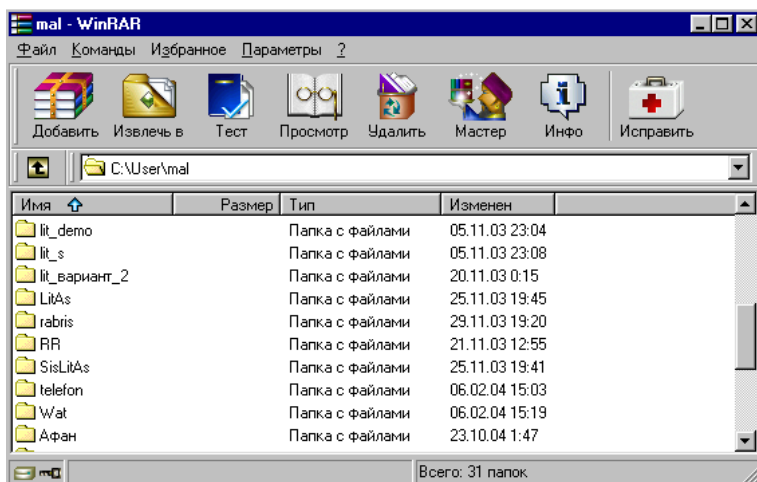 mal - WinRAR
Файл Команды Избранное Параметры ?
Добавить Извлечь в Тест Просмотр Удалить Мастер Инфо Исправить
C:\User\mal
Имя Размер Тип Изменен
lit_demo Папка с файлами 05.11.03 23:04
lit_s Папка с файлами 05.11.03 23:08
lit_вариант_2 Папка с файлами 20.11.03 0:15
LitAs Папка с файлами 25.11.03 19:45
rabris Папка с файлами 29.11.03 19:20
RR Папка с файлами 21.11.03 12:55
SisLitAs Папка с файлами 25.11.03 19:41
telefon Папка с файлами 06.02.04 15:03
Wat Папка с файлами 06.02.04 15:19
Афан Папка с файлами 23.10.04 1:47
Всего: 31 папок